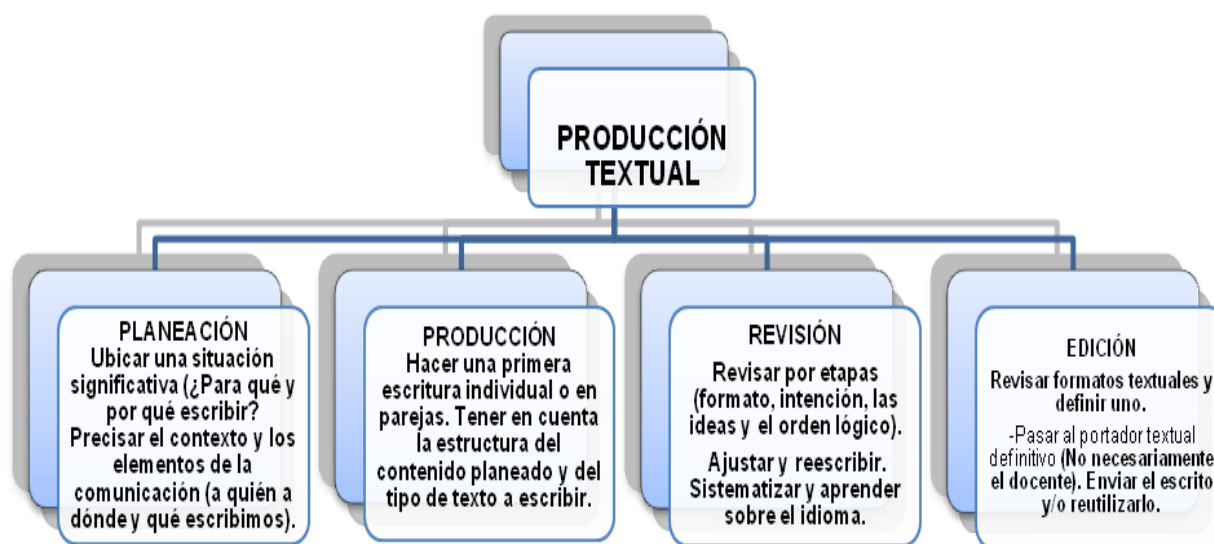 PRODUCCIÓN
TEXTUAL
PLANEACIÓN
Ubicar una situación
significativa (¿Para qué y
por qué escribir?
Precisar el contexto y los
elementos de la
comunicación (a quién a
dónde y qué escribimos).
PRODUCCIÓN
Hacer una primera
escritura individual o en
parejas. Tener en cuenta
la estructura del
contenido planeado y del
tipo de texto a escribir.
REVISIÓN
Revisar por etapas
(formato, intención, las
ideas y el orden lógico).
Ajustar y reescribir.
Sistematizar y aprender
sobre el idioma.
EDICIÓN
Revisar formatos textuales y
definir uno.
-Pasar al portador textual
definitivo (No necesariamente
el docente). Enviar el escrito
y/o reutilizarlo.